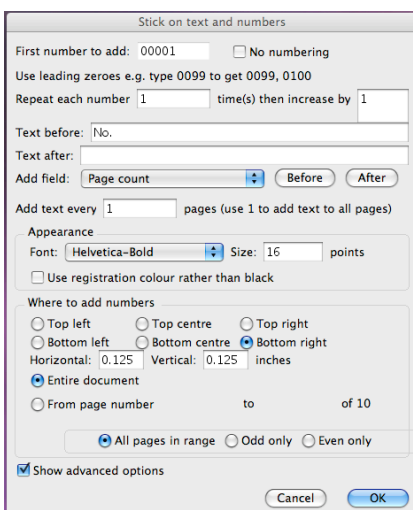 Stick on text and numbers
First number to add: 00001 No numbering
Use leading zeroes e.g. type 0099 to get 0099, 0100
Repeat each number 1 time(s) then increase by 1
Text before: No.
Text after:
Add field: Page count Before After
Add text every 1 pages (use 1 to add text to all pages)
Appearance
Font: Helvetica-Bold Size: 16 points
Use registration colour rather than black
Where to add numbers
Top left Top centre Top right
Bottom left Bottom centre Bottom right
Horizontal: 0.125 Vertical: 0.125 inches
Entire document
From page number to of 10
All pages in range Odd only Even only
Show advanced options
Cancel OK